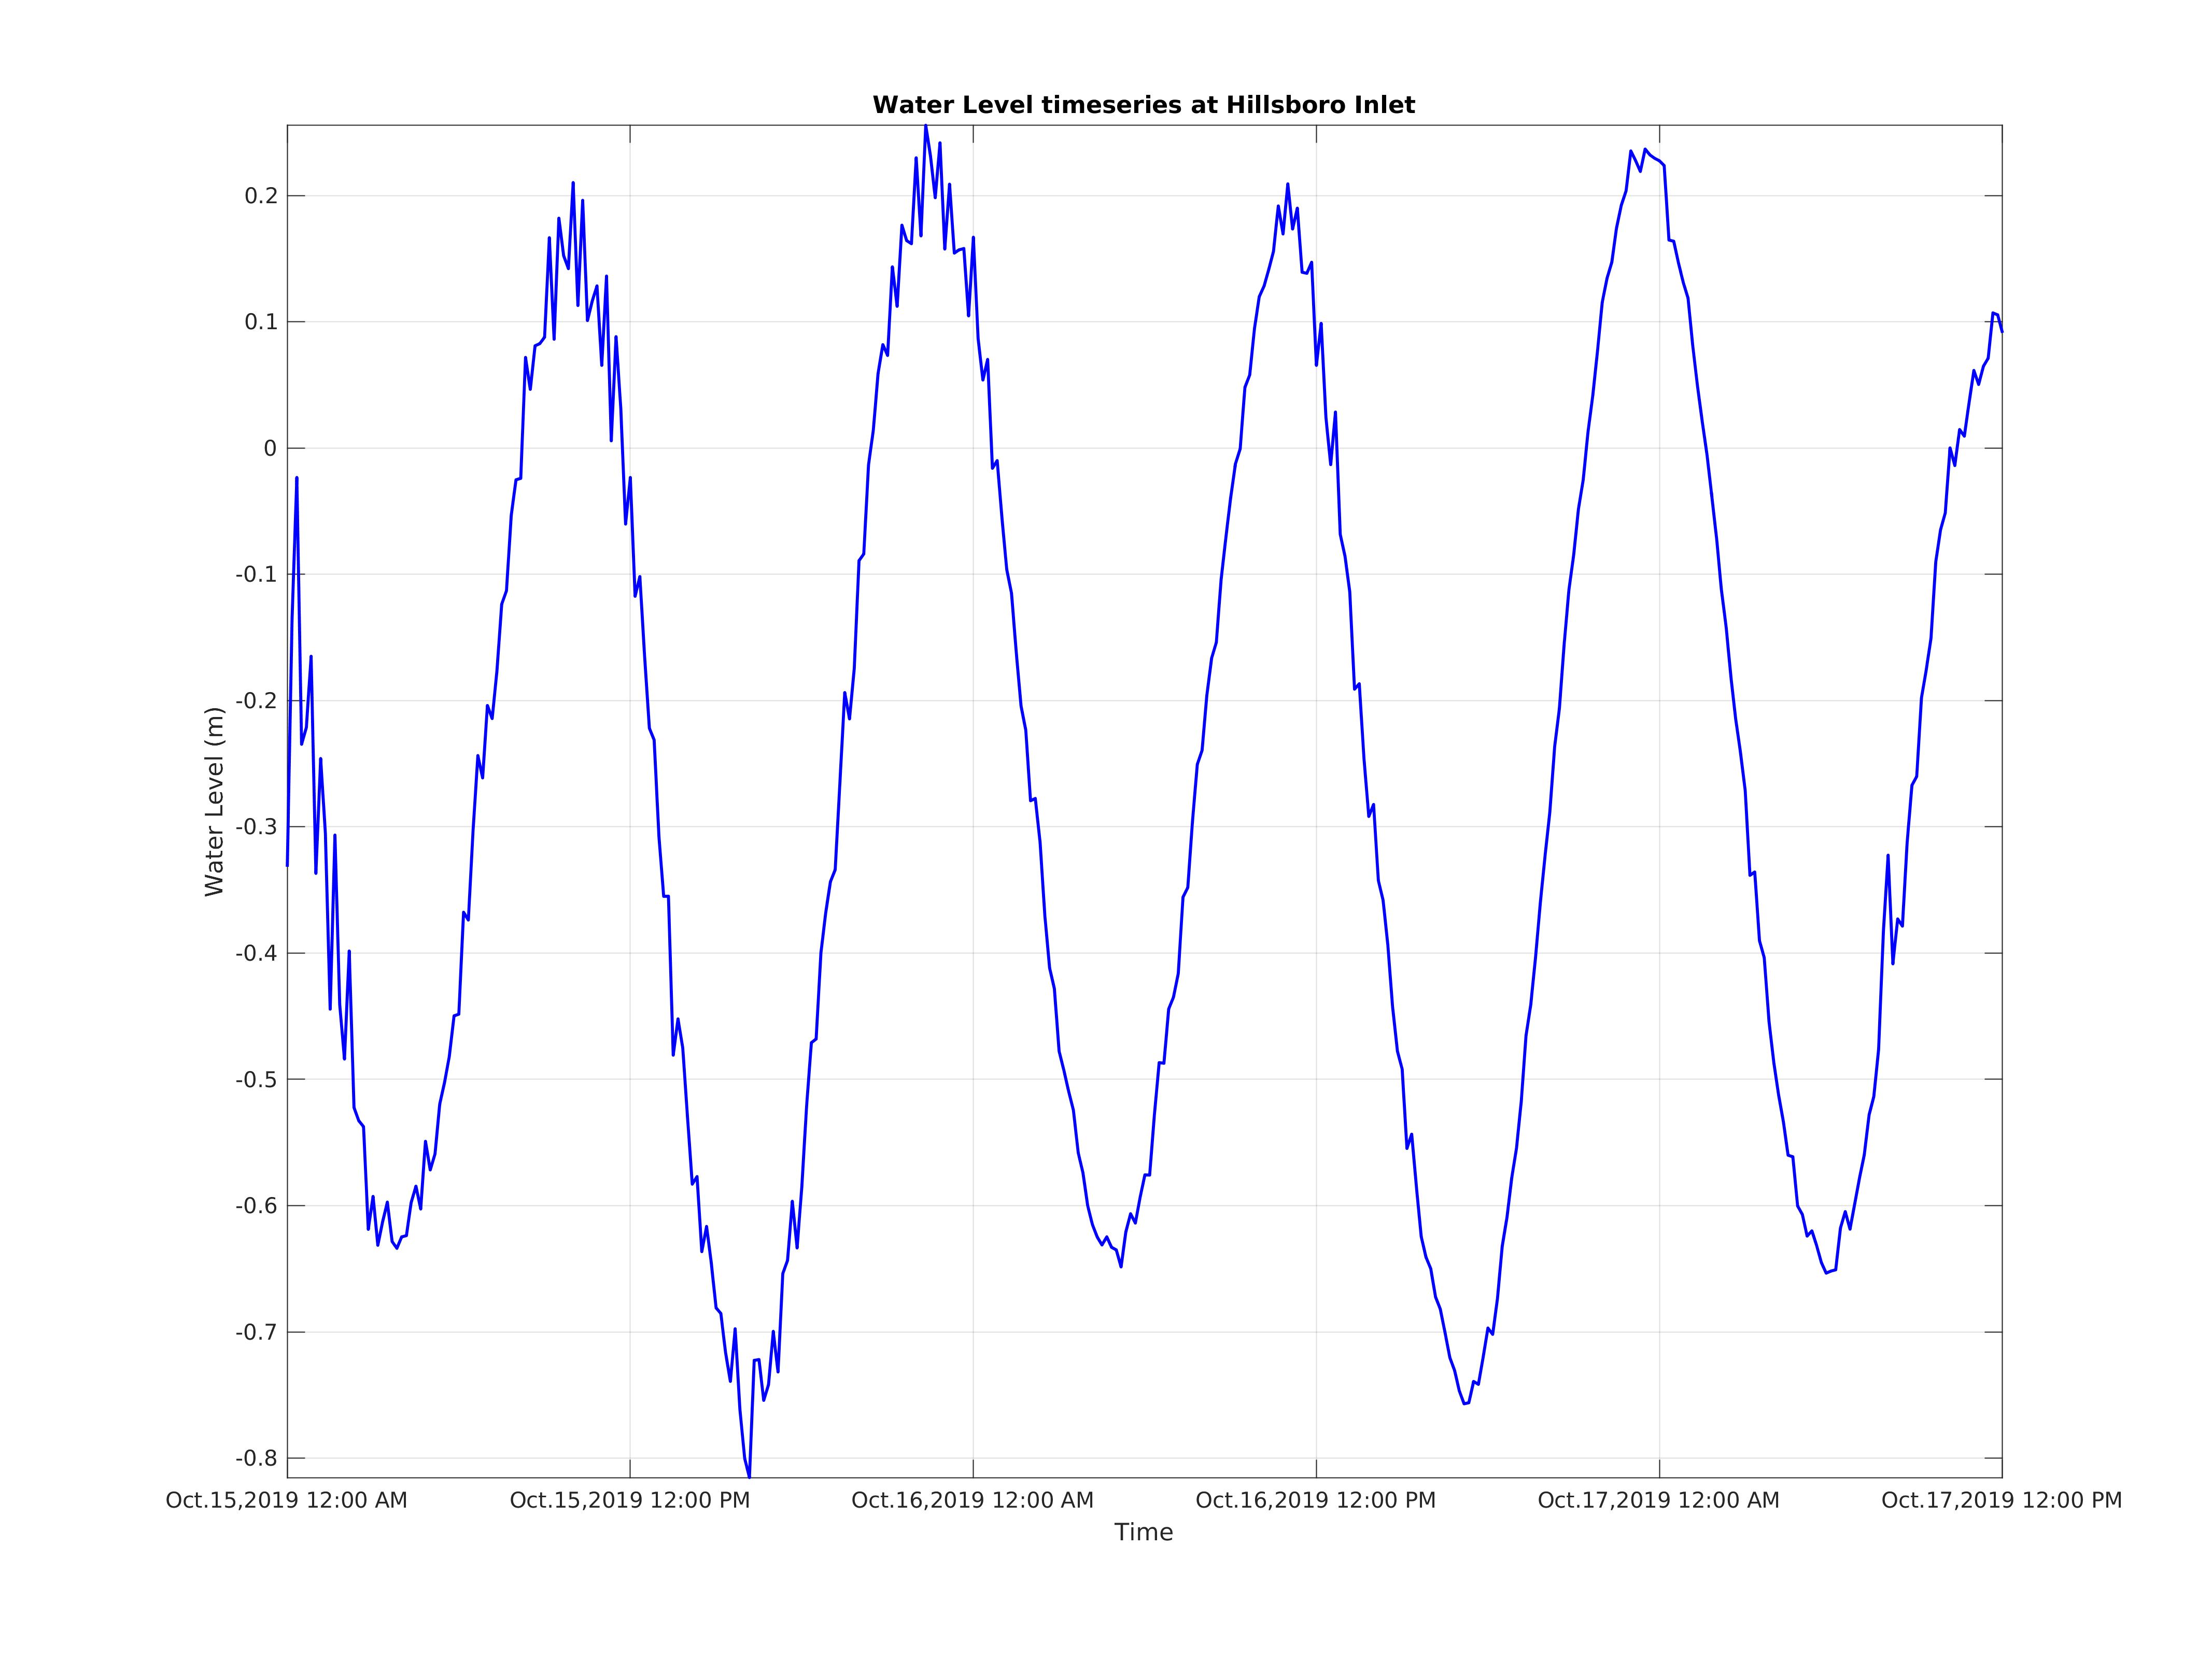 Water Level timeseries at Hillsboro Inlet
0.2
0.1
0
-0.1
-0.2
-0.3
-0.4
-0.5
-0.6
-0.7
-0.8
Water Level (m)
Oct.15,2019 12:00 AM
Oct.15,2019 12:00 PM
Oct.16,2019 12:00 AM
Oct.16,2019 12:00 PM
Oct.17,2019 12:00 AM
Oct.17,2019 12:00 PM
Time